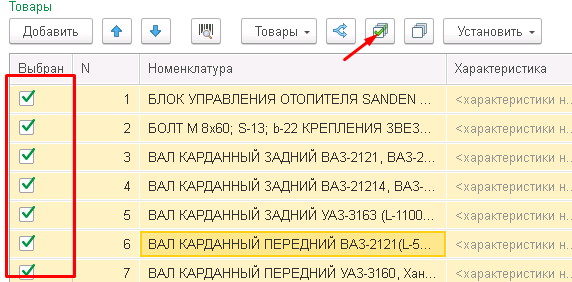 Товары
Добавить Товары Установить
Выбран N Номенклатура Характеристика
1 БЛОК УПРАВЛЕНИЯ ОТОПИТЕЛЯ SANDEN ... <характеристики н...
2 БОЛТ М 8х60; S-13; b-22 КРЕПЛЕНИЯ ЗВЕЗ... <характеристики н...
3 ВАЛ КАРДАННЫЙ ЗАДНИЙ ВАЗ-2121, ВАЗ-2... <характеристики н...
4 ВАЛ КАРДАННЫЙ ЗАДНИЙ ВАЗ-21214, ВАЗ-... <характеристики н...
5 ВАЛ КАРДАННЫЙ ЗАДНИЙ УАЗ-3163 (L-1100... <характеристики н...
6 ВАЛ КАРДАННЫЙ ПЕРЕДНИЙ ВАЗ-2121(L-5... <характеристики н...
7 ВАЛ КАРДАННЫЙ ПЕРЕДНИЙ УАЗ-3160, Хан... <характеристики н...